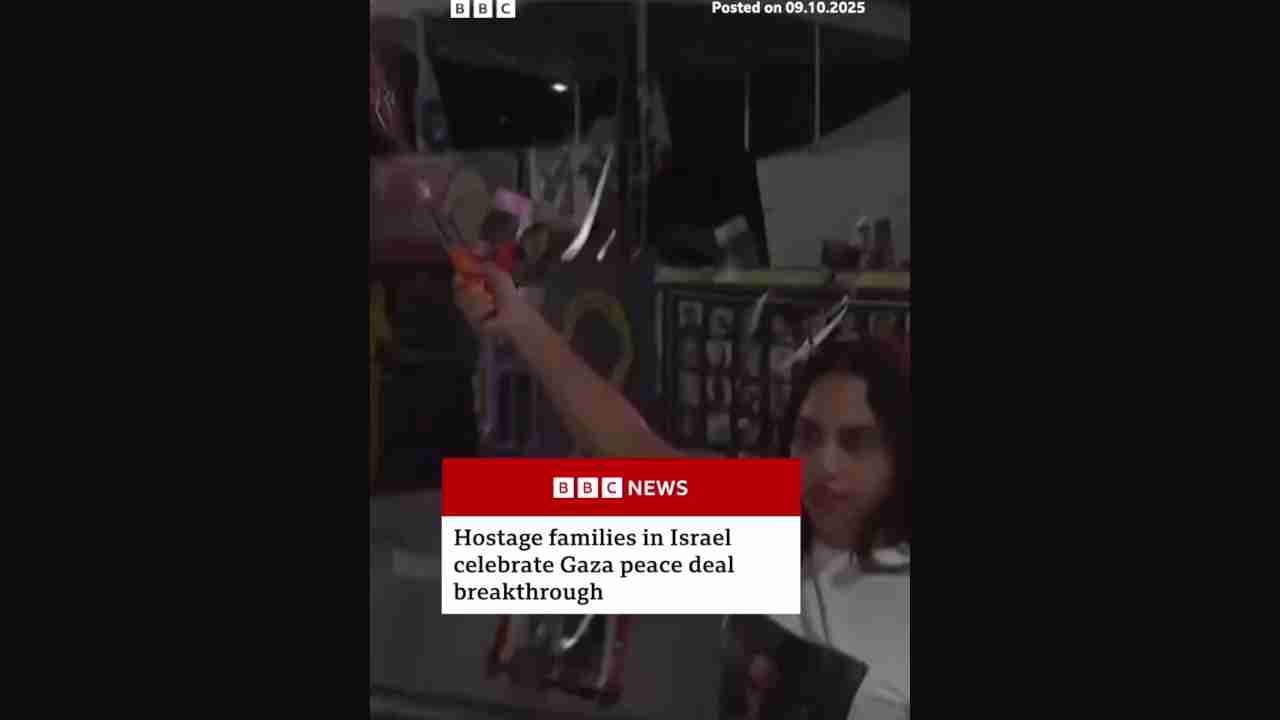 BBC
Posted on 09.10.2025
BBC NEWS
Hostage families in Israel
celebrate Gaza peace deal
breakthrough